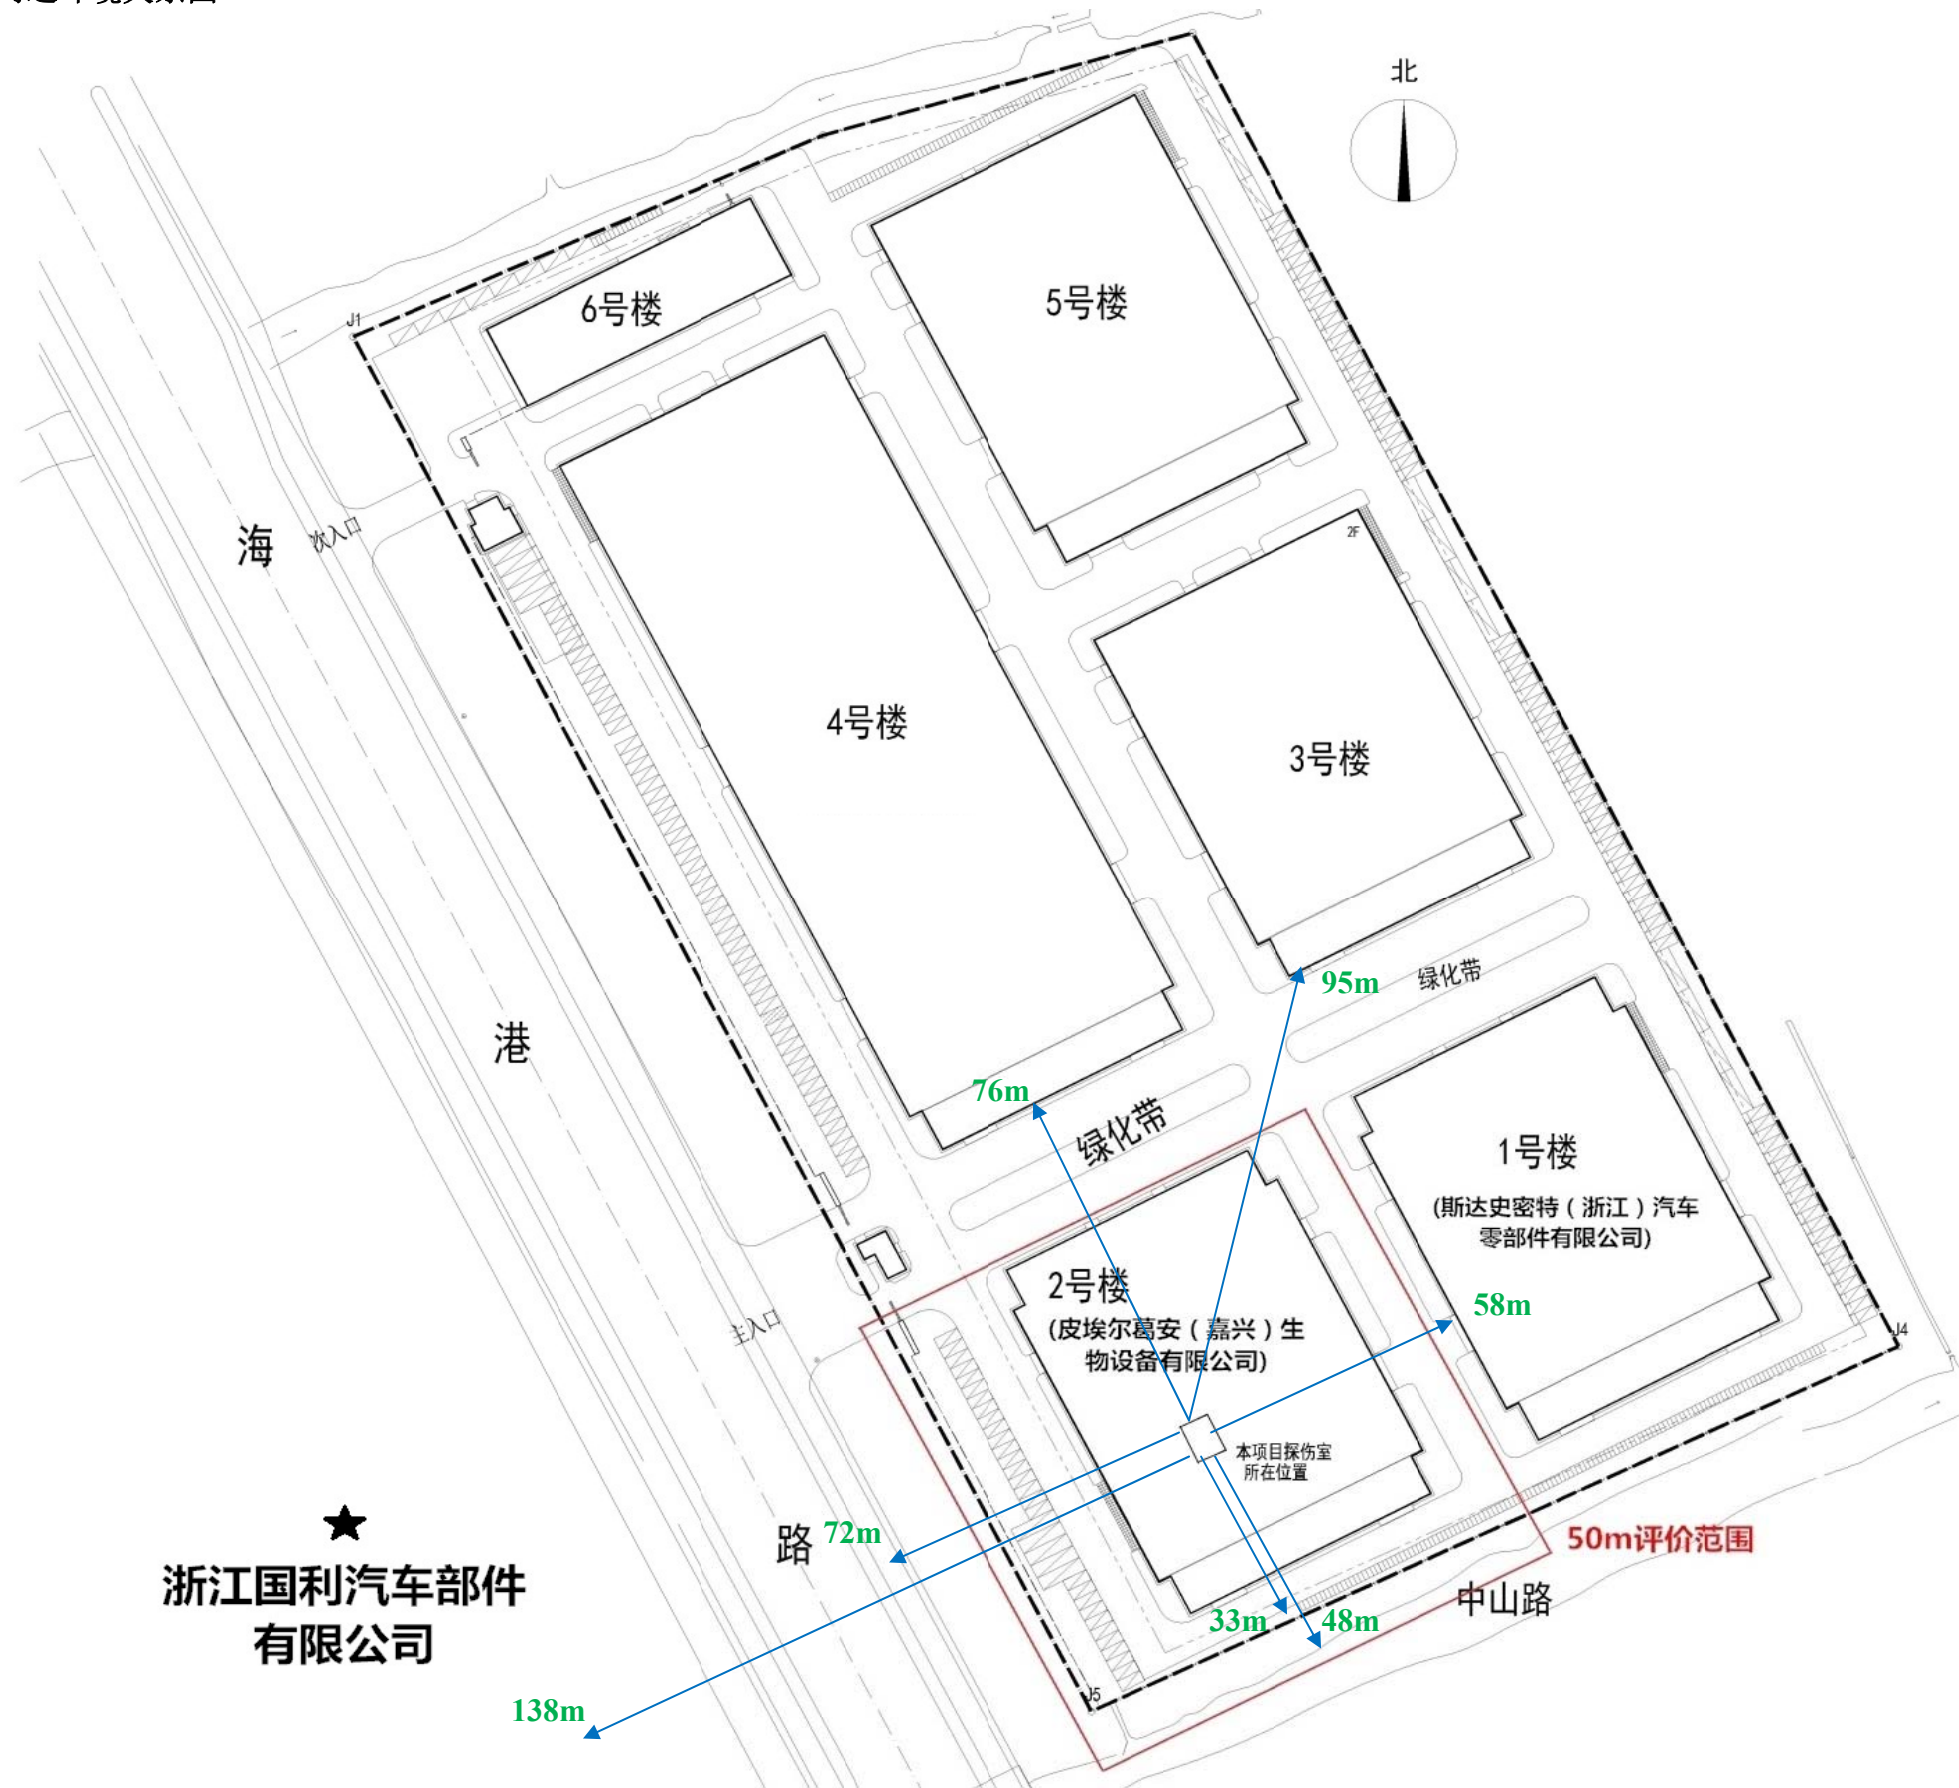 北
J1
6号楼
5号楼
海
次入口
2F
4号楼
3号楼
95m
绿化带
港
76m
绿化带
1号楼
(斯达史密特（浙江）汽车
零部件有限公司)
2号楼
(皮埃尔葛安（嘉兴）生
物设备有限公司)
58m
主入口
J4
本项目探伤室
所在位置
路
72m
50m评价范围
浙江国利汽车部件
有限公司
中山路
33m
48m
J5
138m